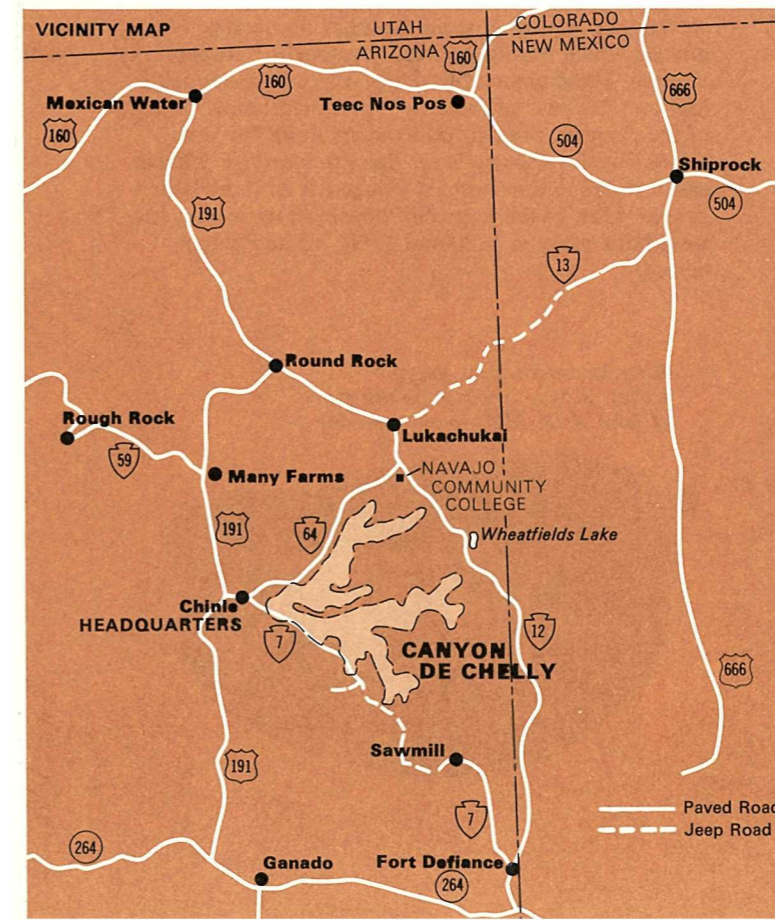 VICINITY MAP
UTAH
COLORADO
ARIZONA
NEW MEXICO
160
160
160
666
Mexican Water
Teec Nos Pos
504
Shiprock
504
191
13
Round Rock
Rough Rock
Lukachukai
59
Many Farms
NAVAJO
COMMUNITY
COLLEGE
191
64
Wheatfields Lake
Chinle
HEADQUARTERS
7
12
CANYON
DE CHELLY
666
Sawmill
191
7
Paved Road
Jeep Road
264
Ganado
Fort Defiance
264